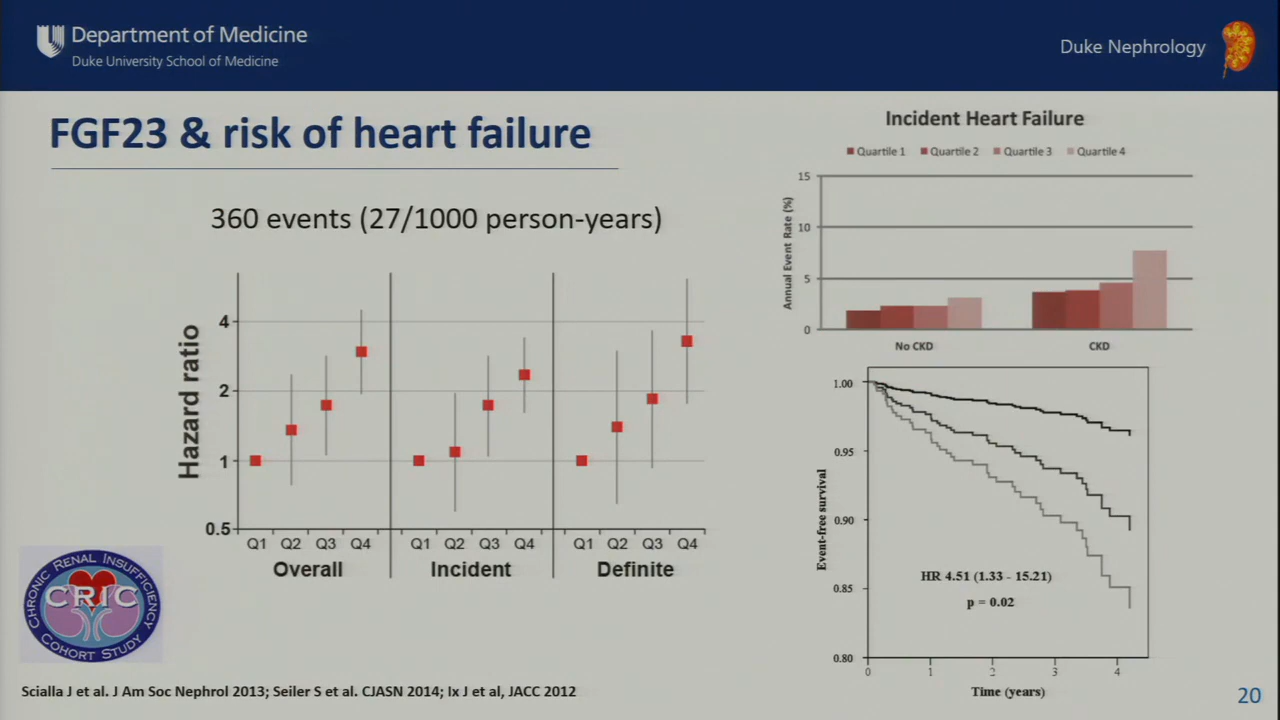 Department of Medicine
Duke University School of Medicine
Duke Nephrology
FGF23 & risk of heart failure
360 events (27/1000 person-years)
Hazard ratio
4
2
1
0.5
Q1 Q2 Q3 Q4 Q1 Q2 Q3 Q4 Q1 Q2 Q3 Q4
Overall Incident Definite
Incident Heart Failure
Quartile 1 Quartile 2 Quartile 3 Quartile 4
Annual Event Rate (%)
15
10
5
0
No CKD CKD
Event-free survival
1.00
0.95
0.90
0.85
0.80
HR 4.51 (1.33 - 15.21)
p = 0.02
0 1 2 3 4
Time (years)
CHRONIC RENAL INSUFFICIENCY
CRIC
COHORT STUDY
Scialla J et al. J Am Soc Nephrol 2013; Seiler S et al. CJASN 2014; Ix J et al, JACC 2012
20